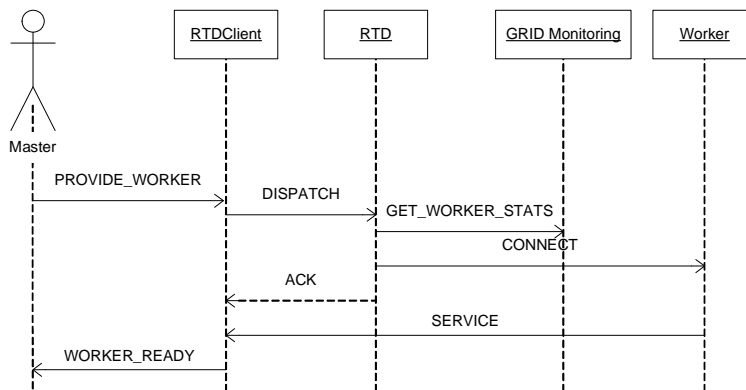 RTDClient
RTD
GRID Monitoring
Worker
Master
PROVIDE_WORKER
DISPATCH
GET_WORKER_STATS
CONNECT
ACK
SERVICE
WORKER_READY